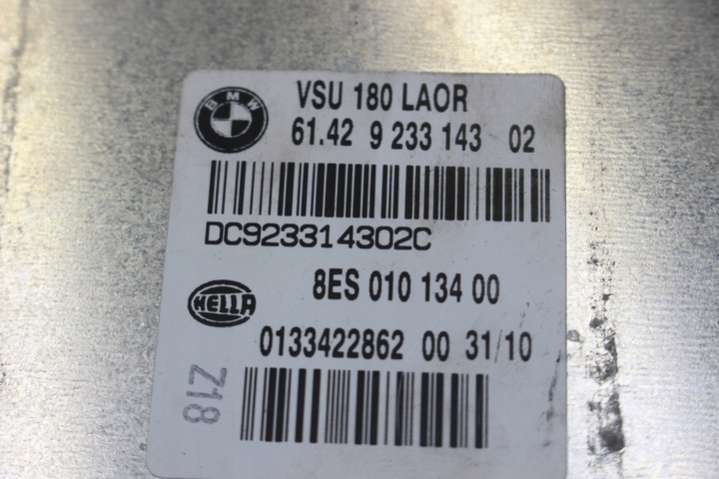 BMW
VSU 180 LAOR
61.42 9 233 143 02
DC923314302C
HELLA
8ES 010 134 00
0133422862 00 31/10
Z18